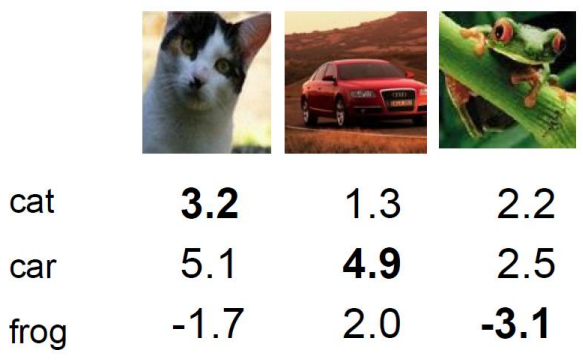 cat 3.2 1.3 2.2
car 5.1 4.9 2.5
frog -1.7 2.0 -3.1